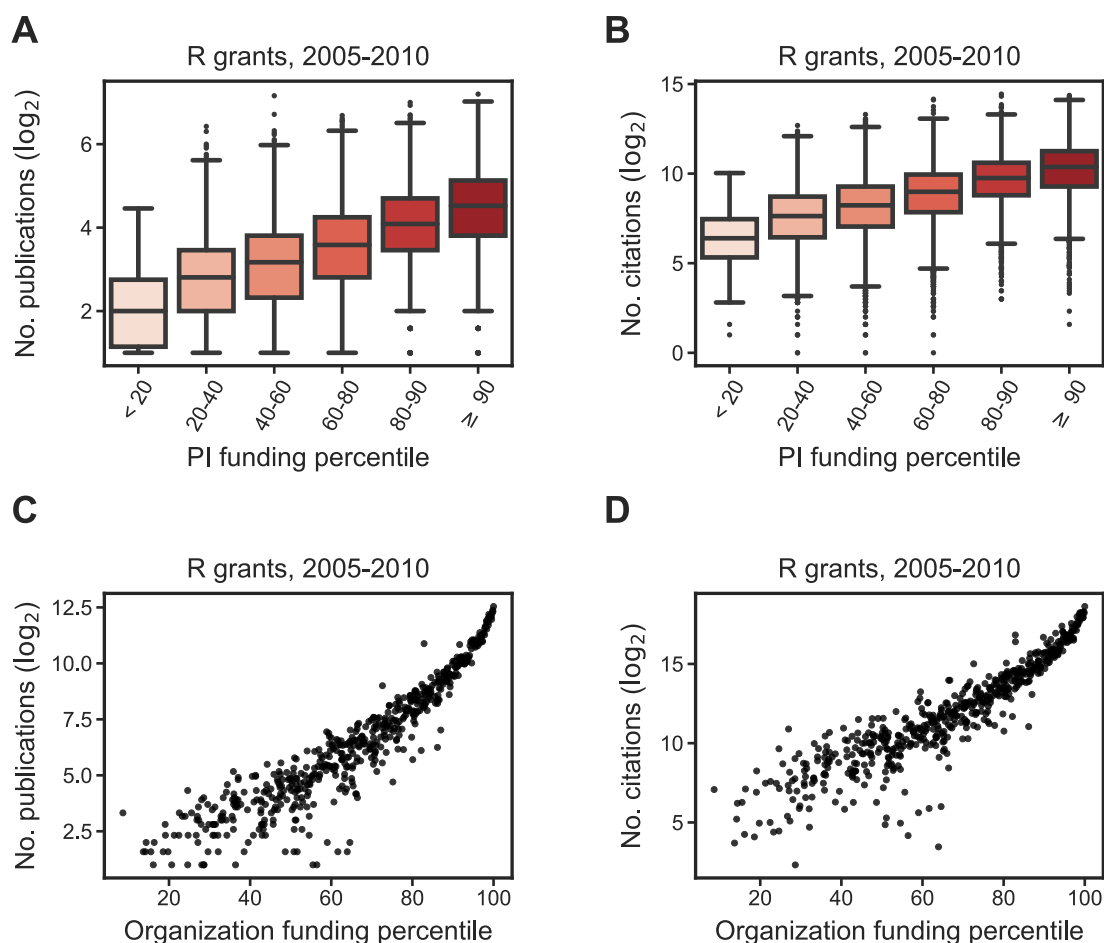 A
R grants, 2005-2010
No. publications (log₂)
6
4
2
< 20
20-40
40-60
60-80
80-90
≥ 90
PI funding percentile
B
R grants, 2005-2010
No. citations (log₂)
15
10
5
0
< 20
20-40
40-60
60-80
80-90
≥ 90
PI funding percentile
C
R grants, 2005-2010
No. publications (log₂)
12.5
10.0
7.5
5.0
2.5
20 40 60 80 100
Organization funding percentile
D
R grants, 2005-2010
No. citations (log₂)
15
10
5
20 40 60 80 100
Organization funding percentile